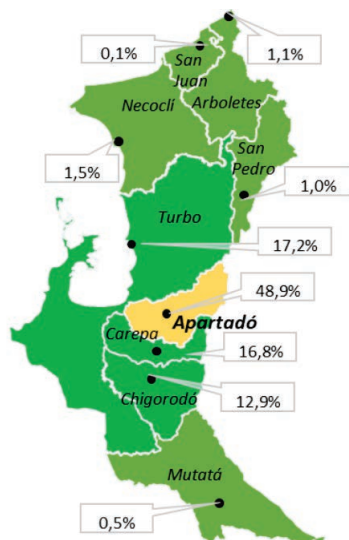 0,1%
1,1%
San
Juan
Arboletes
Necoclí
San
Pedro
1,5%
1,0%
Turbo
17,2%
48,9%
Apartadó
Carepa
16,8%
Chigorodó
12,9%
Mutatá
0,5%